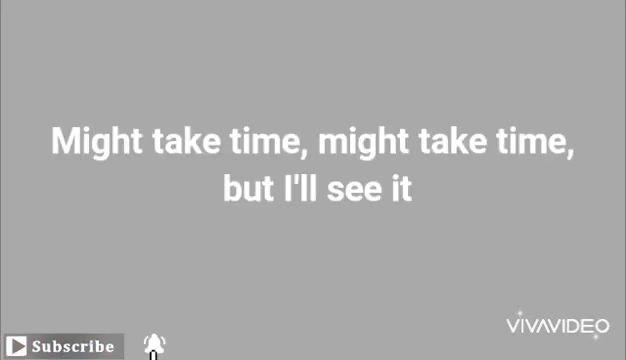 Might take time, might take time,
but I'll see it
VIVAVIDEO
Subscribe